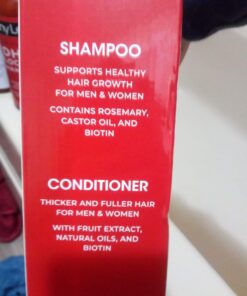 SHAMPOO
SUPPORTS HEALTHY
HAIR GROWTH
FOR MEN & WOMEN
CONTAINS ROSEMARY,
CASTOR OIL, AND
BIOTIN
CONDITIONER
THICKER AND FULLER HAIR
FOR MEN & WOMEN
WITH FRUIT EXTRACT,
NATURAL OILS, AND
BIOTIN